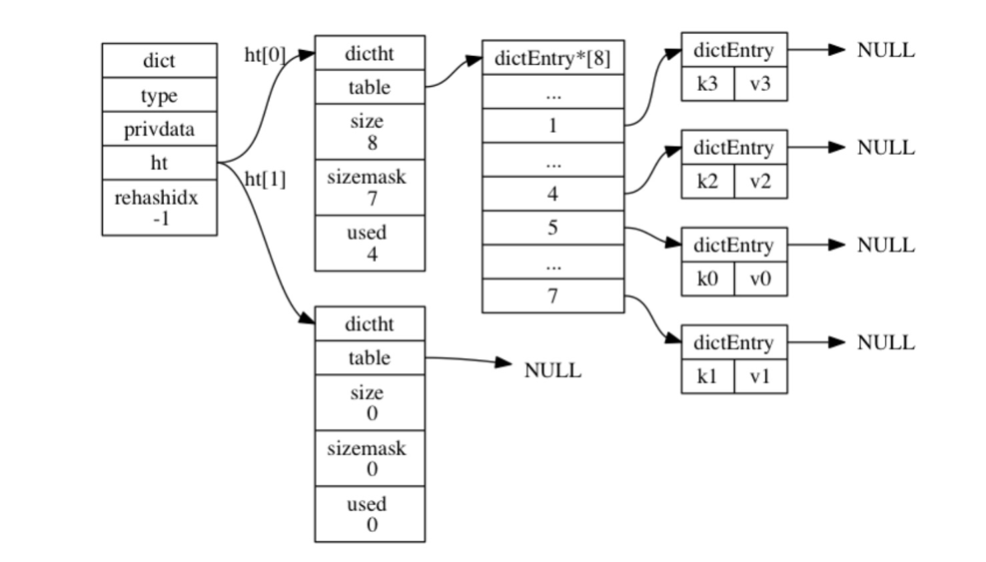 dict
type
privdata
ht
rehashidx
-1
ht[0]
ht[1]
dictht
table
size
8
sizemask
7
used
4
dictht
table
size
0
sizemask
0
used
0
NULL
dictEntry*[8]
...
1
...
4
5
...
7
dictEntry
k3 v3
NULL
dictEntry
k2 v2
NULL
dictEntry
k0 v0
NULL
dictEntry
k1 v1
NULL